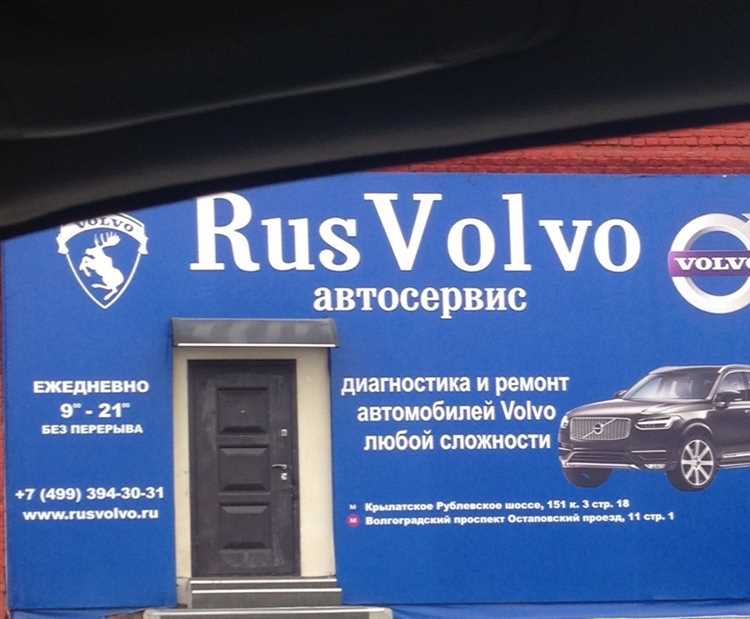 VOLVO
RusVolvo
VOLVO
автосервис
ЕЖЕДНЕВНО
9⁰⁰ - 21⁰⁰
БЕЗ ПЕРЕРЫВА
диагностика и ремонт
автомобилей Volvo
любой сложности
+7 (499) 394-30-31
www.rusvolvo.ru
М Крылатское Рублевское шоссе, 151 к. 3 стр. 18
М Волгоградский проспект Остаповский проезд, 11 стр. 1